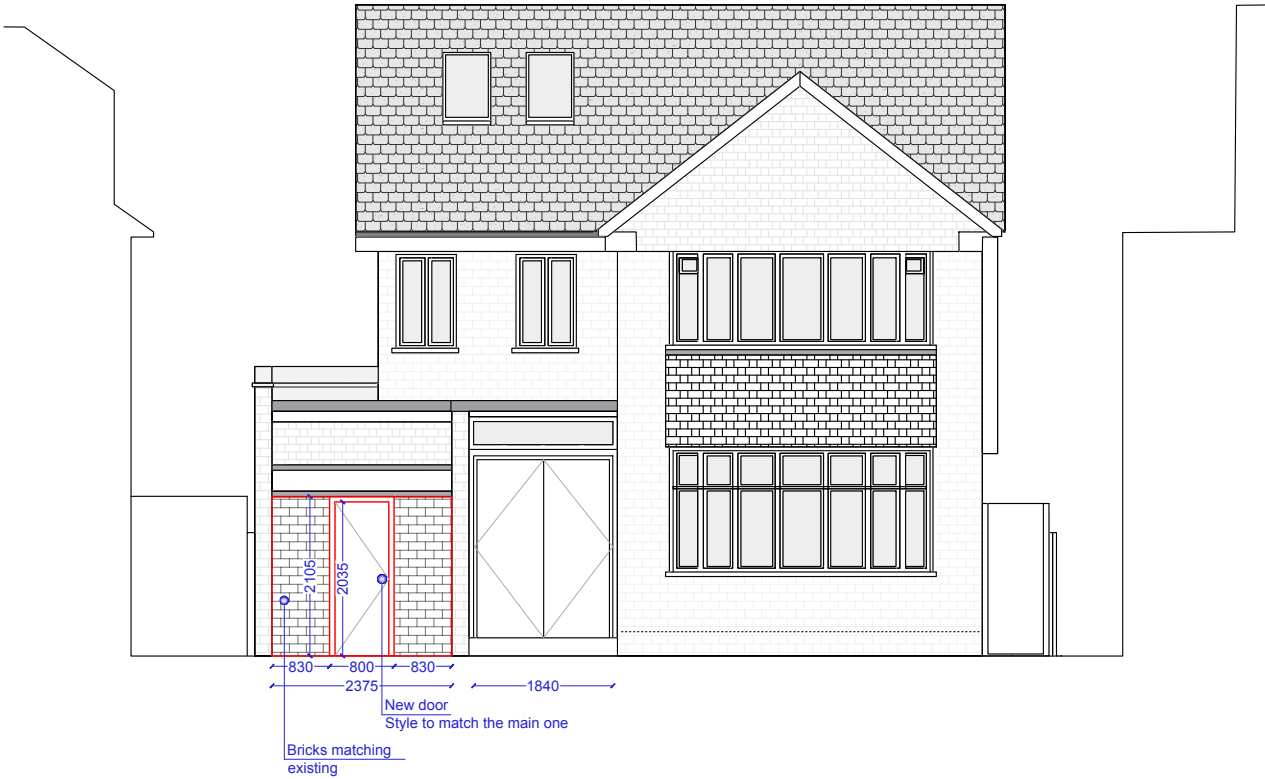 2105
2035
830
800
830
2375
1840
New door
Style to match the main one
Bricks matching
existing